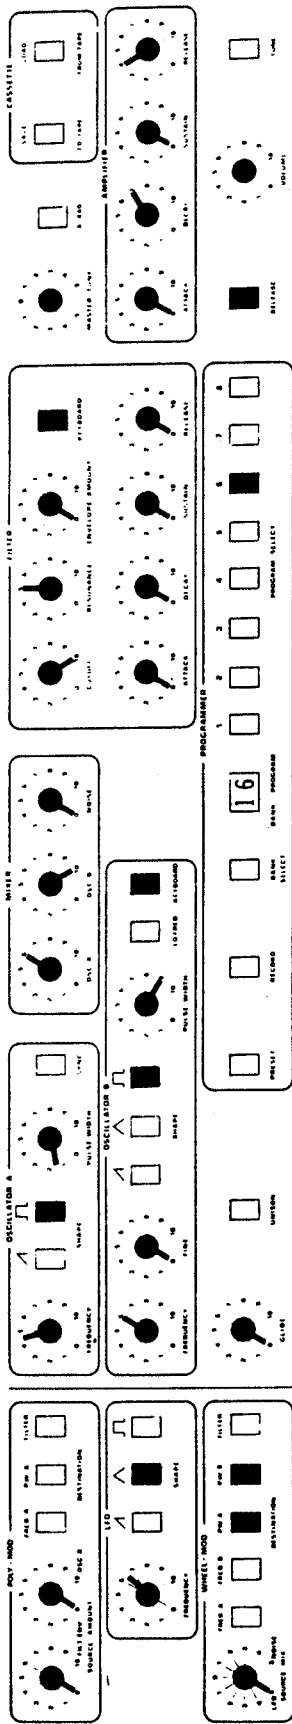 POLY-MOD
FILT ENV OSC B
SOURCE AMOUNT
FREQ A PW A FILTER
DESTINATION
OSCILLATOR A
FREQUENCY SHAPE PULSE WIDTH SYNC
MIXER
OSC A OSC B NOISE
FILTER
CUTOFF RESONANCE ENVELOPE AMOUNT KEYBOARD
ATTACK DECAY SUSTAIN RELEASE
MASTER TUNE A-440
CASSETTE
SAVE LOAD
TO TAPE FROM TAPE
LFO
FREQUENCY SHAPE
OSCILLATOR B
FREQUENCY FINE SHAPE PULSE WIDTH LO FREQ KEYBOARD
AMPLIFIER
ATTACK DECAY SUSTAIN RELEASE
WHEEL-MOD
LFO NOISE
SOURCE MIX
FREQ A FREQ B PW A PW B FILTER
DESTINATION
GLIDE UNISON
PROGRAMMER
1 2 3 4 5 6 7 8
16
PRESET RECORD BANK SELECT BANK PROGRAM PROGRAM SELECT
RELEASE VOLUME TUNE